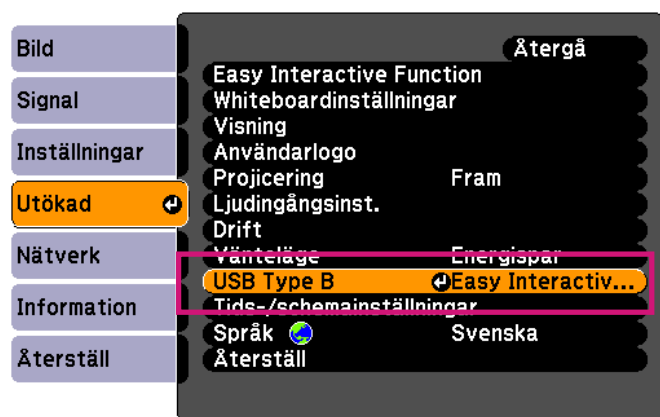 Bild
Signal
Inställningar
Utökad
Nätverk
Information
Återställ
Återgå
Easy Interactive Function
Whiteboardinställningar
Visning
Användarlogo
Projicering Fram
Ljudingångsinst.
Drift
Vänteläge Energispar
USB Type B Easy Interactiv...
Tids-/schemainställningar
Språk Svenska
Återställ